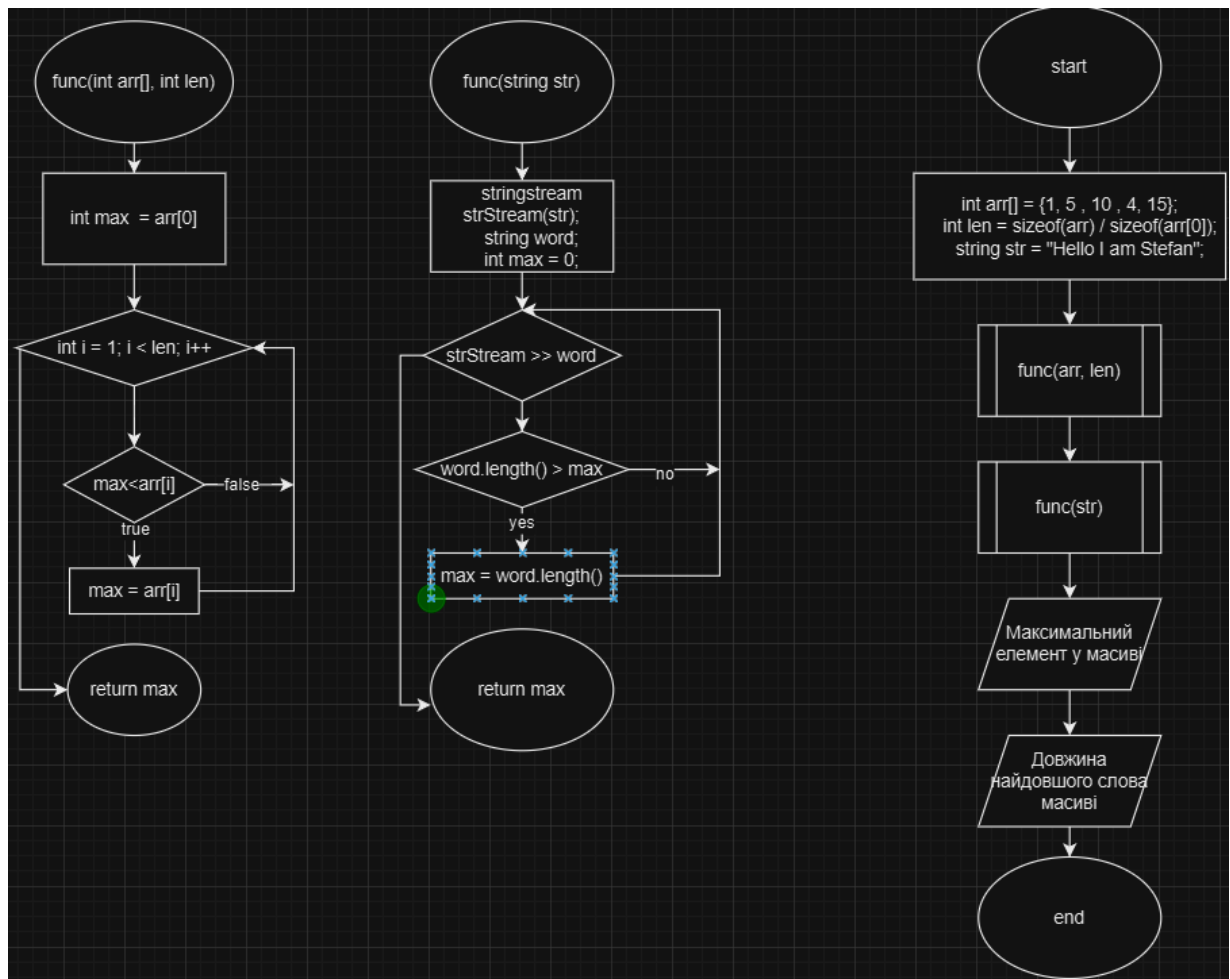 func(int arr[], int len)
int max = arr[0]
int i = 1; i < len; i++
max<arr[i]
false
true
max = arr[i]
return max
func(string str)
stringstream
strStream(str);
string word;
int max = 0;
strStream >> word
word.length() > max
no
yes
max = word.length()
return max
start
int arr[] = {1, 5 , 10 , 4, 15};
int len = sizeof(arr) / sizeof(arr[0]);
string str = "Hello I am Stefan";
func(arr, len)
func(str)
Максимальний
елемент у масиві
Довжина
найдовшого слова
масиві
end